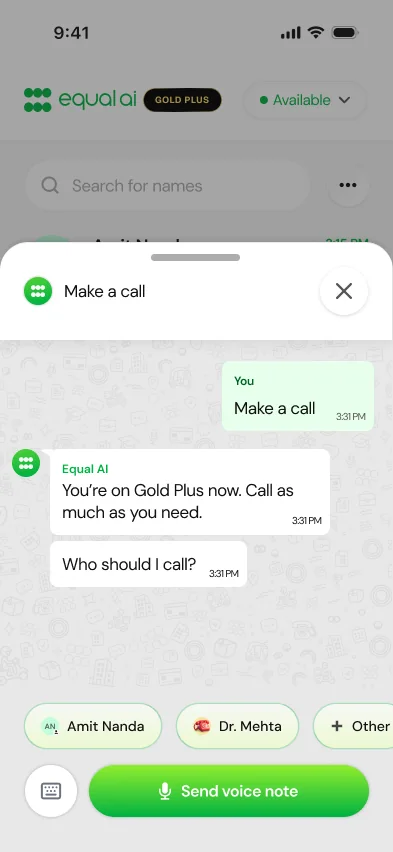 9:41
equal ai GOLD PLUS Available
Search for names
3:15 PM
Make a call
You
Make a call
3:31 PM
Equal AI
You’re on Gold Plus now. Call as
much as you need.
3:31 PM
Who should I call?
3:31 PM
AN Amit Nanda
Dr. Mehta
+ Other
Send voice note